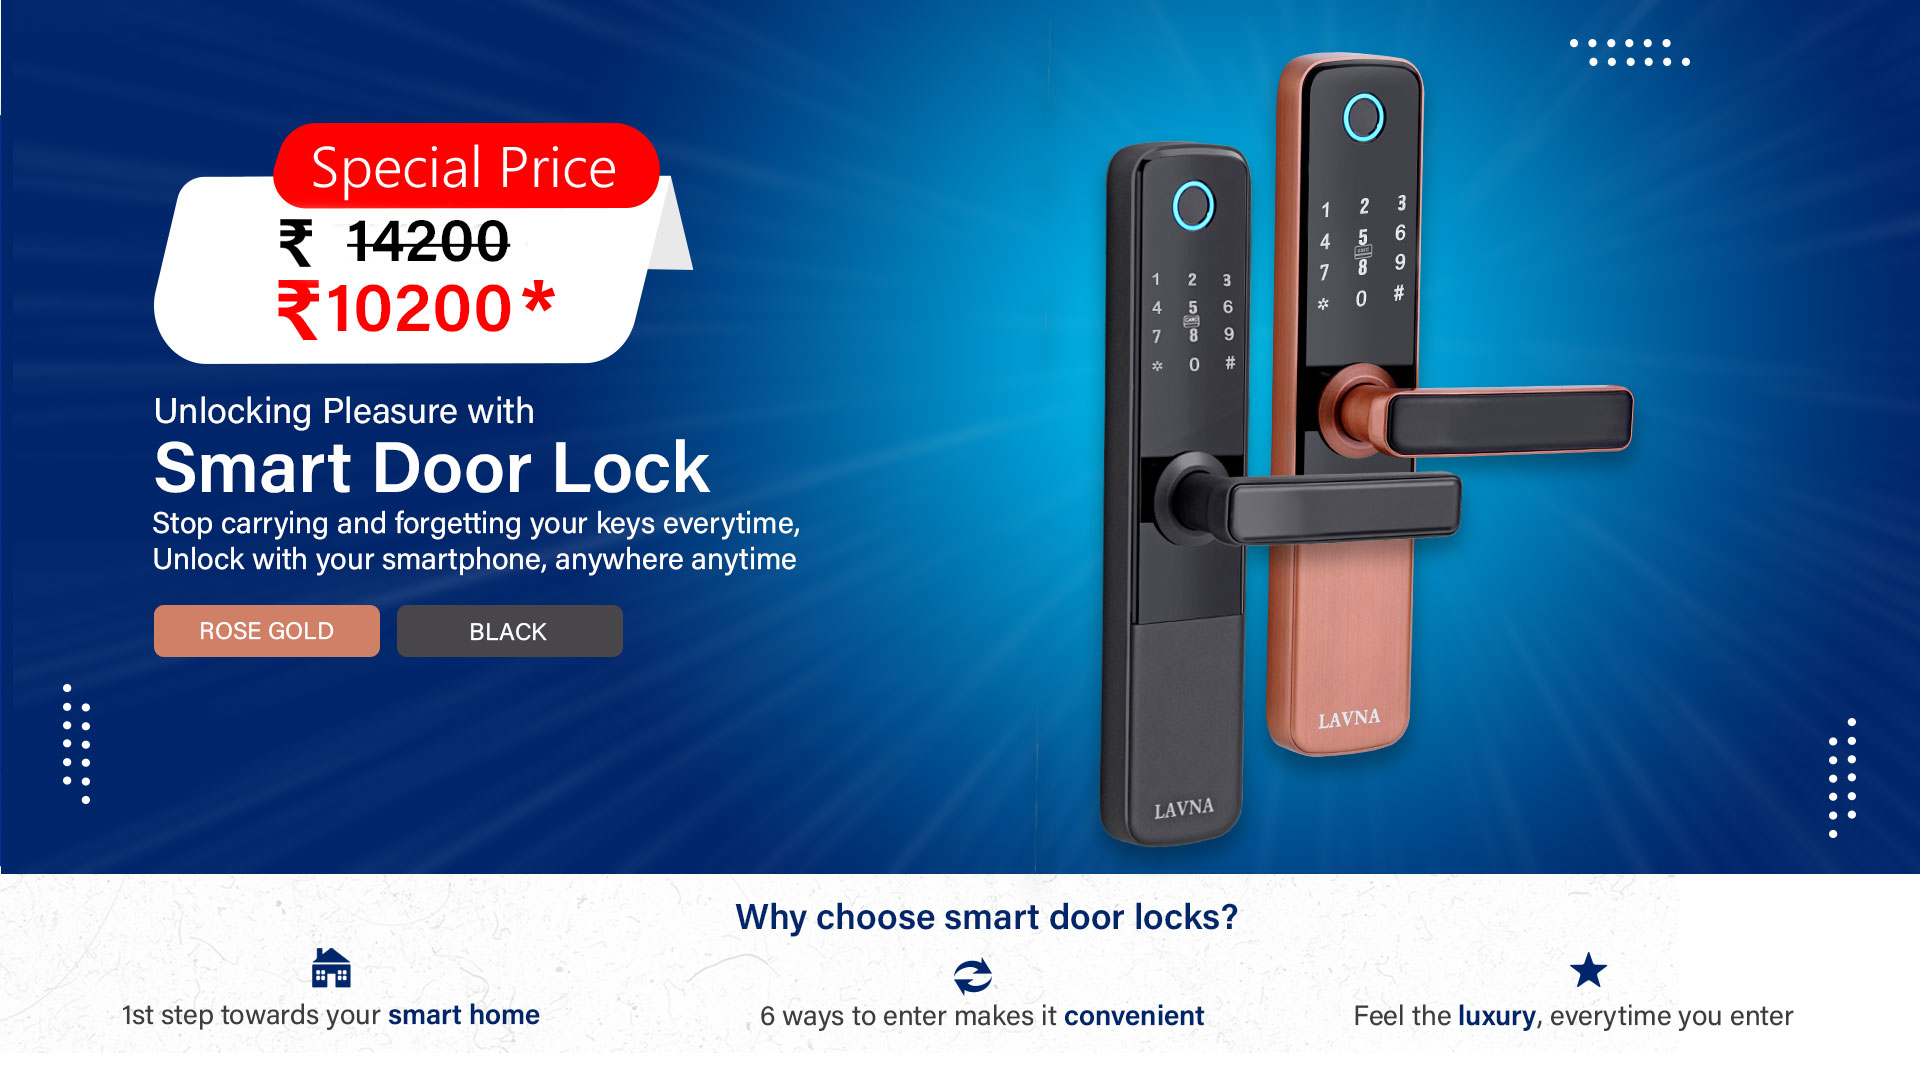 Special Price
₹ 14200
₹10200*
Unlocking Pleasure with
Smart Door Lock
Stop carrying and forgetting your keys everytime,
Unlock with your smartphone, anywhere anytime
ROSE GOLD
BLACK
1 2 3
4 5 6
CARD
7 8 9
* 0 #
LAVNA
1 2 3
4 5 6
7 8 9
* 0 #
LAVNA
Why choose smart door locks?
1st step towards your smart home
6 ways to enter makes it convenient
Feel the luxury, everytime you enter